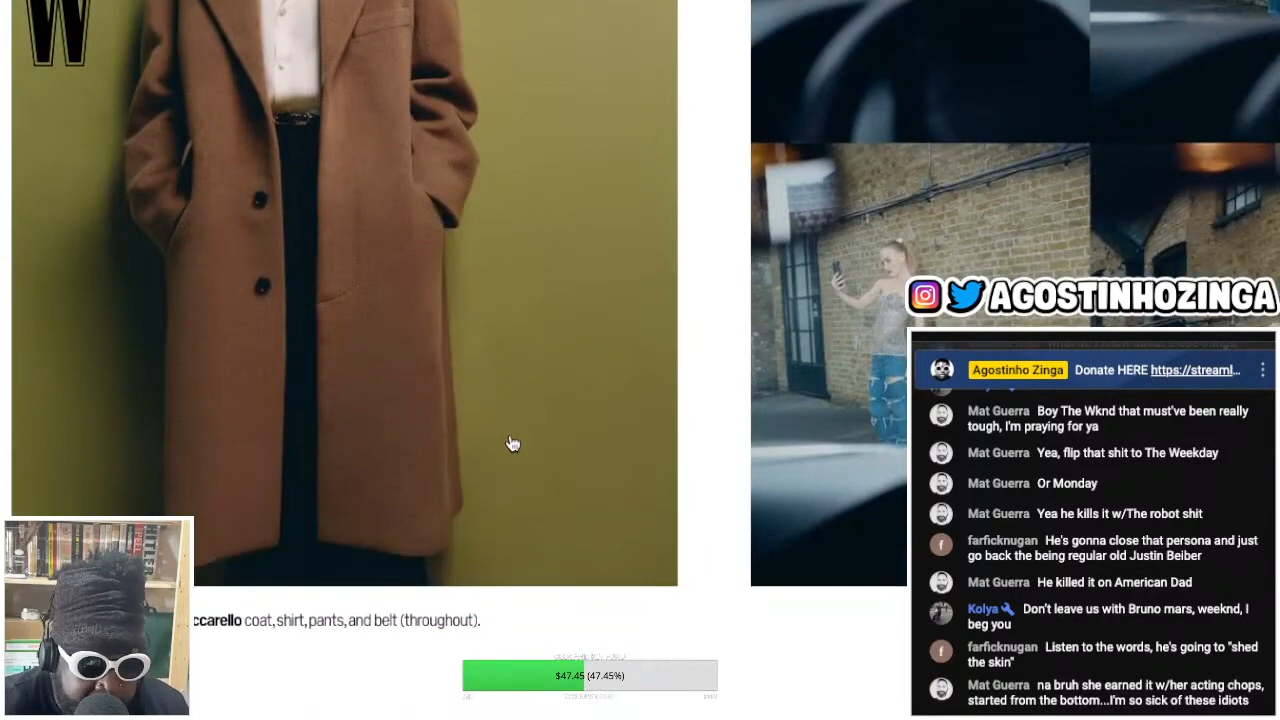 W
AGOSTINHOZINGA
Agostinho Zinga Donate HERE https://streaml...
Mat Guerra Boy The Wknd that must've been really
tough, I'm praying for ya
Mat Guerra Yea, flip that shit to The Weekday
Mat Guerra Or Monday
Mat Guerra Yea he kills it w/The robot shit
farficknugan He's gonna close that persona and just
go back the being regular old Justin Beiber
Mat Guerra He killed it on American Dad
Kolya Don't leave us with Bruno mars, weeknd, I
beg you
farficknugan Listen to the words, he's going to "shed
the skin"
Mat Guerra bruh she earned it w/her acting chops,
started from the bottom...I'm so sick of these idiots
ccarello coat, shirt, pants, and belt (throughout).
$47.45 (47.45%)